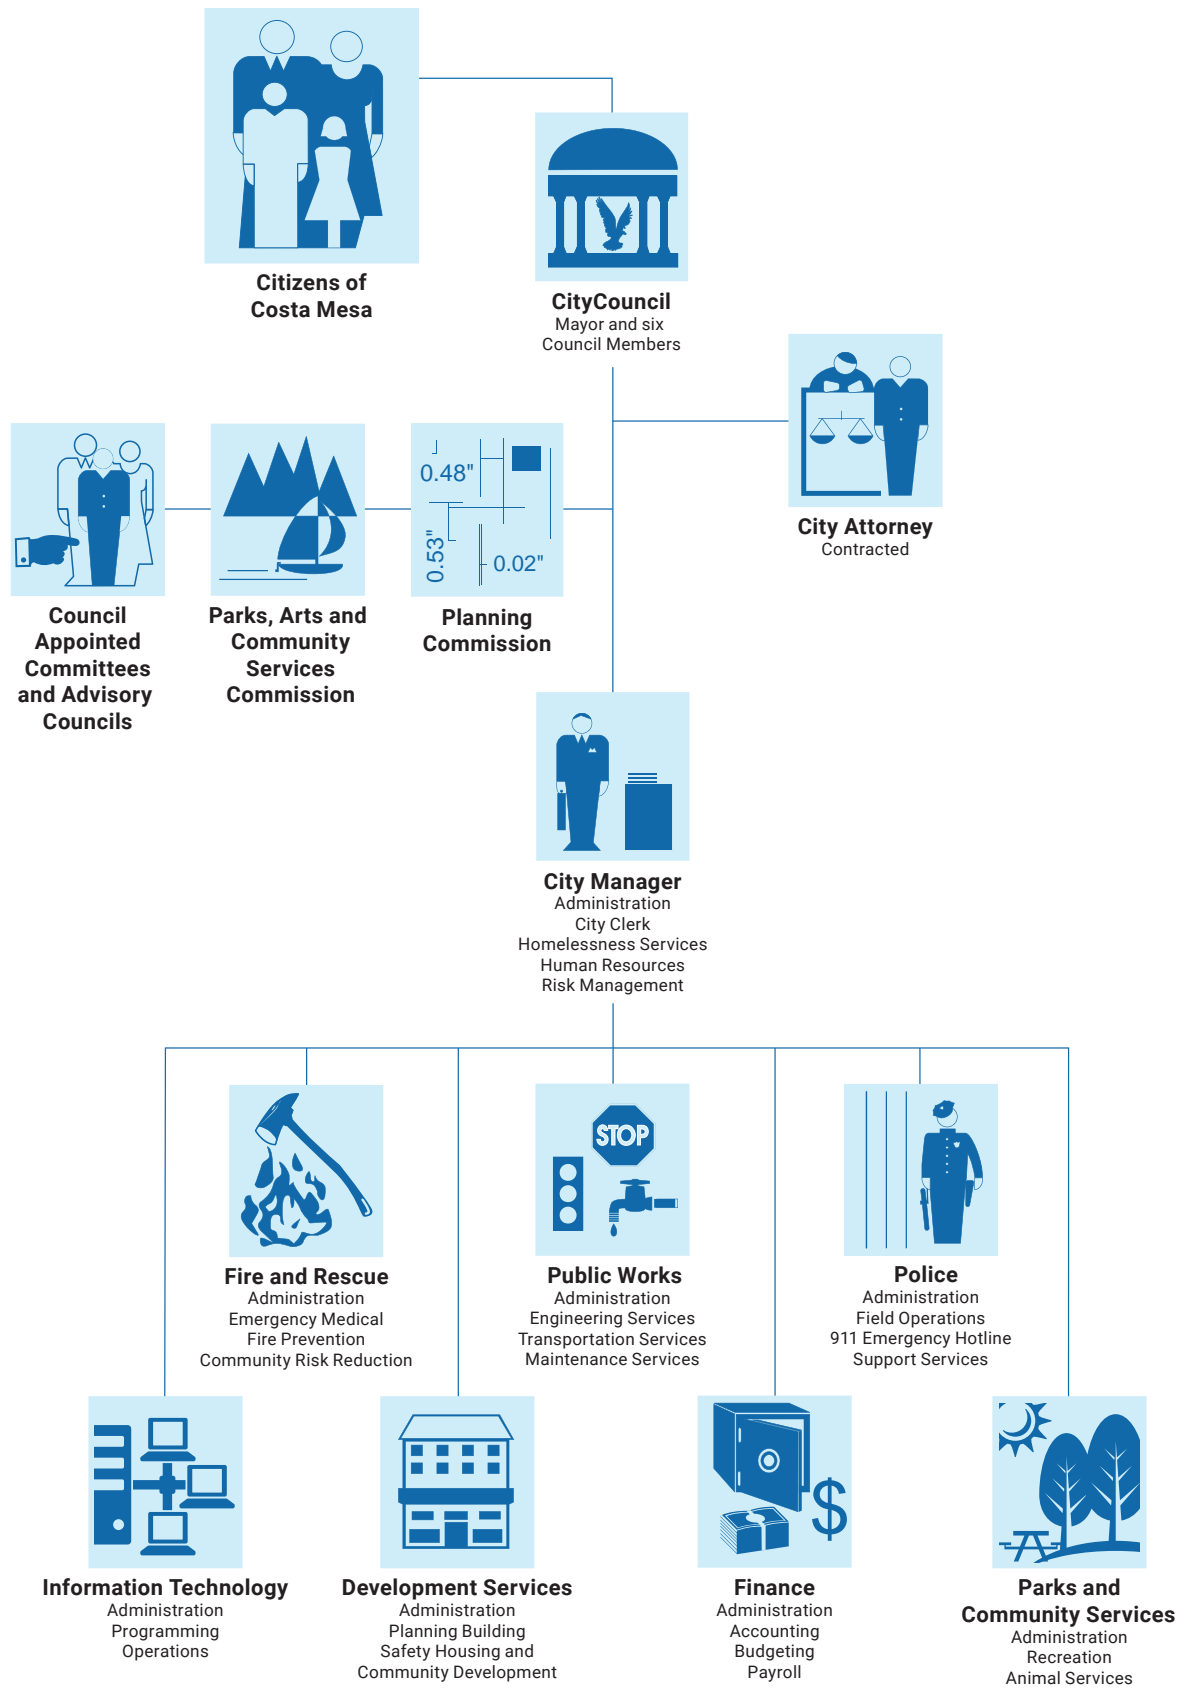 Citizens of
Costa Mesa
CityCouncil
Mayor and six
Council Members
City Attorney
Contracted
0.48"
0.53"
0.02"
Council
Appointed
Committees
and Advisory
Councils
Parks, Arts and
Community
Services
Commission
Planning
Commission
City Manager
Administration
City Clerk
Homelessness Services
Human Resources
Risk Management
STOP
Fire and Rescue
Administration
Emergency Medical
Fire Prevention
Community Risk Reduction
Public Works
Administration
Engineering Services
Transportation Services
Maintenance Services
Police
Administration
Field Operations
911 Emergency Hotline
Support Services
$
Information Technology
Administration
Programming
Operations
Development Services
Administration
Planning Building
Safety Housing and
Community Development
Finance
Administration
Accounting
Budgeting
Payroll
Parks and
Community Services
Administration
Recreation
Animal Services